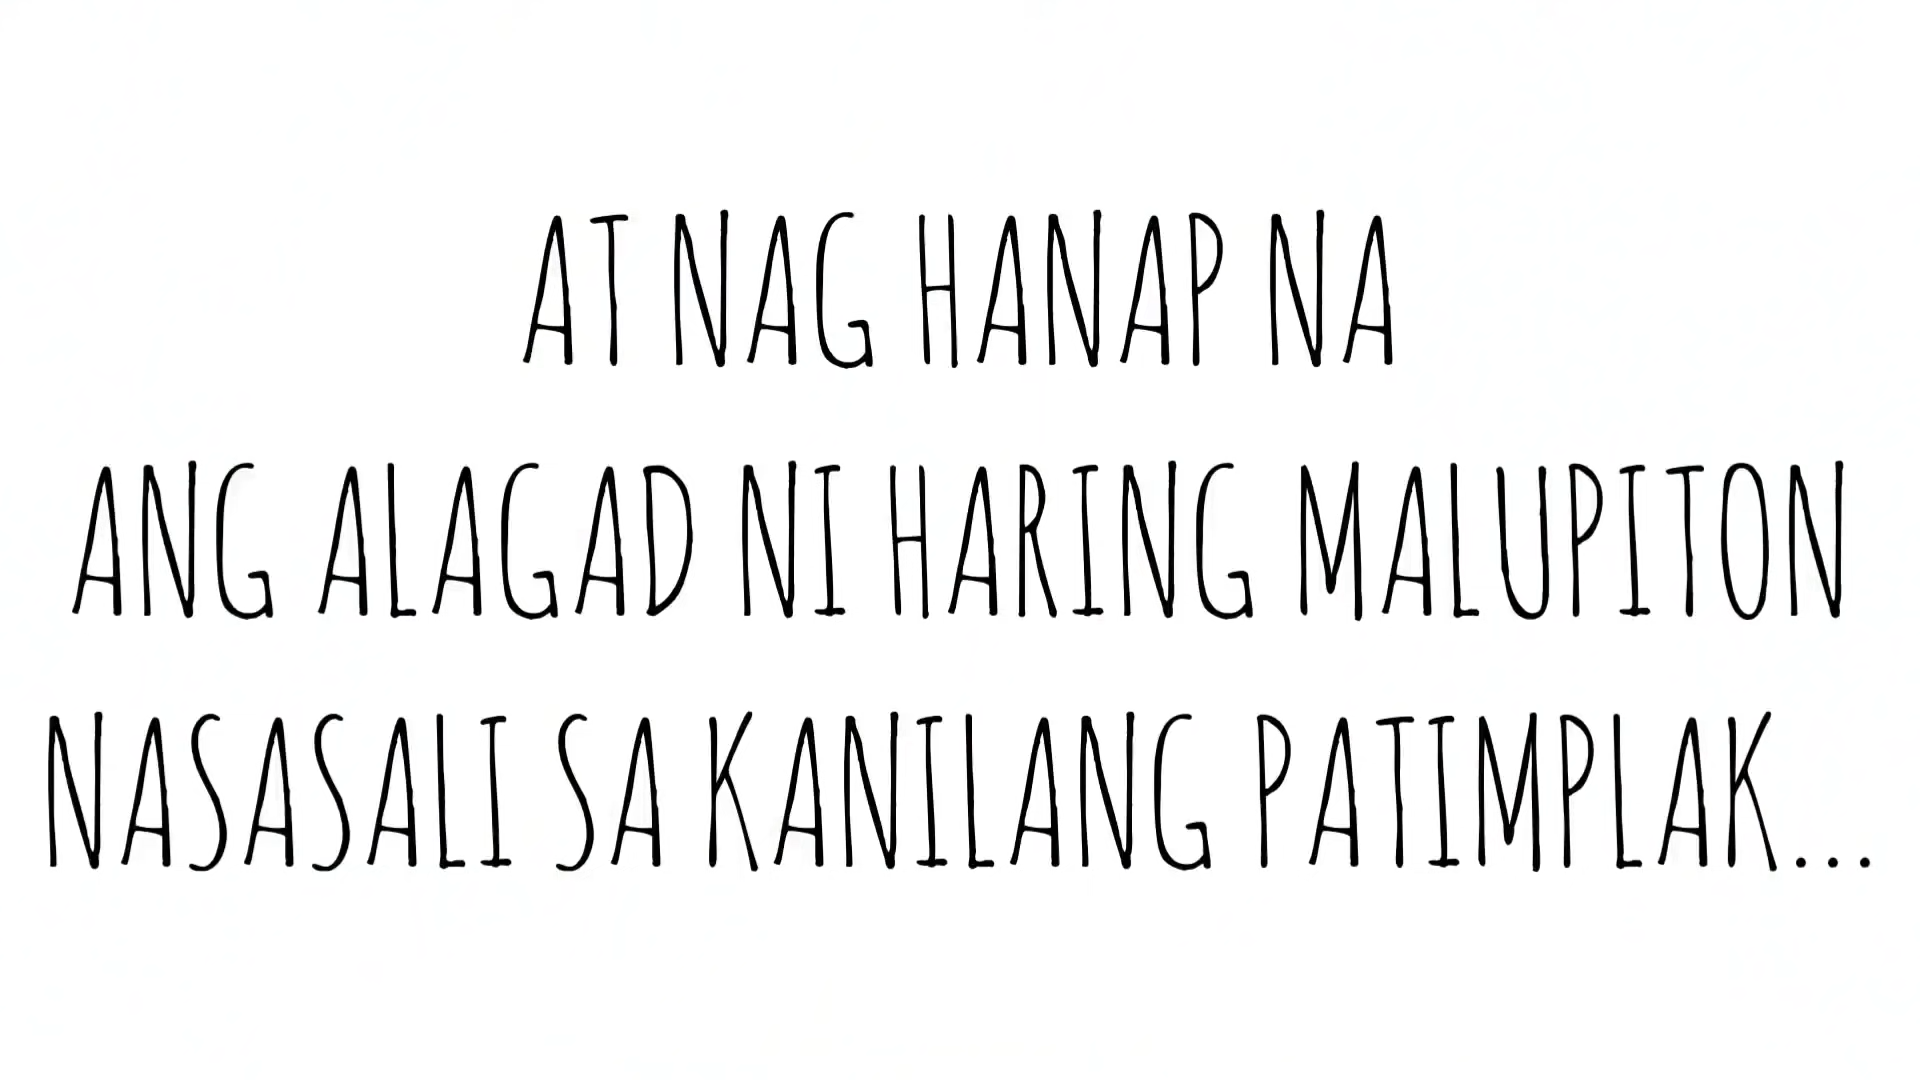 AT NAG HANAP NA
ANG ALAGAD NI HARING MALUPITON
NASASALI SA KANILANG PATIMPLAK...